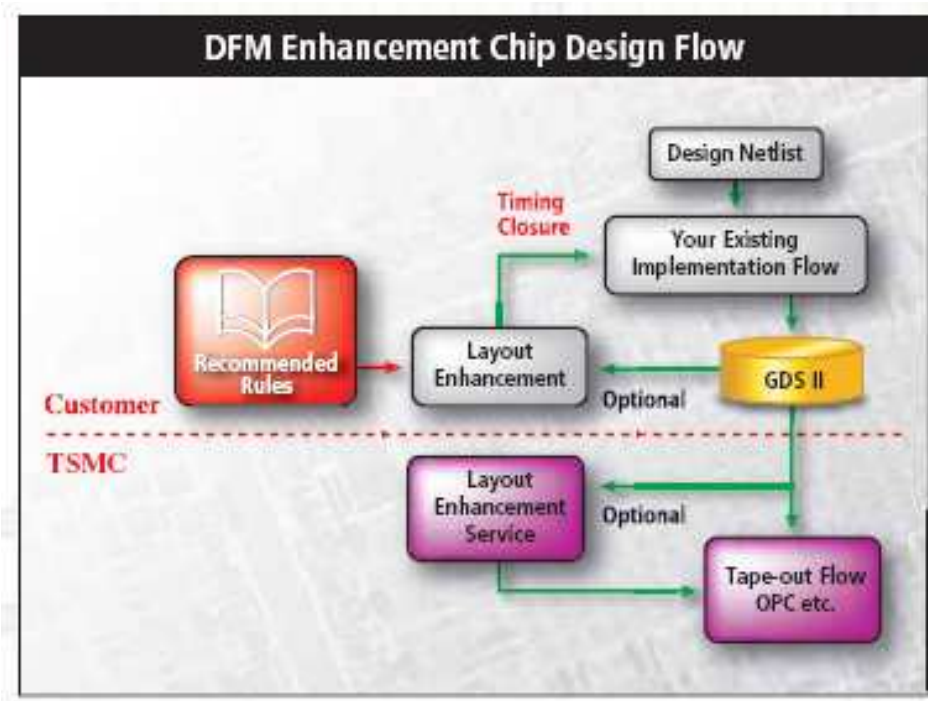 DFM Enhancement Chip Design Flow
Design Netlist
Timing
Closure
Your Existing
Implementation Flow
Recommended
Rules
Layout
Enhancement
GDS II
Optional
Customer
TSMC
Layout
Enhancement
Service
Optional
Tape-out Flow
OPC etc.